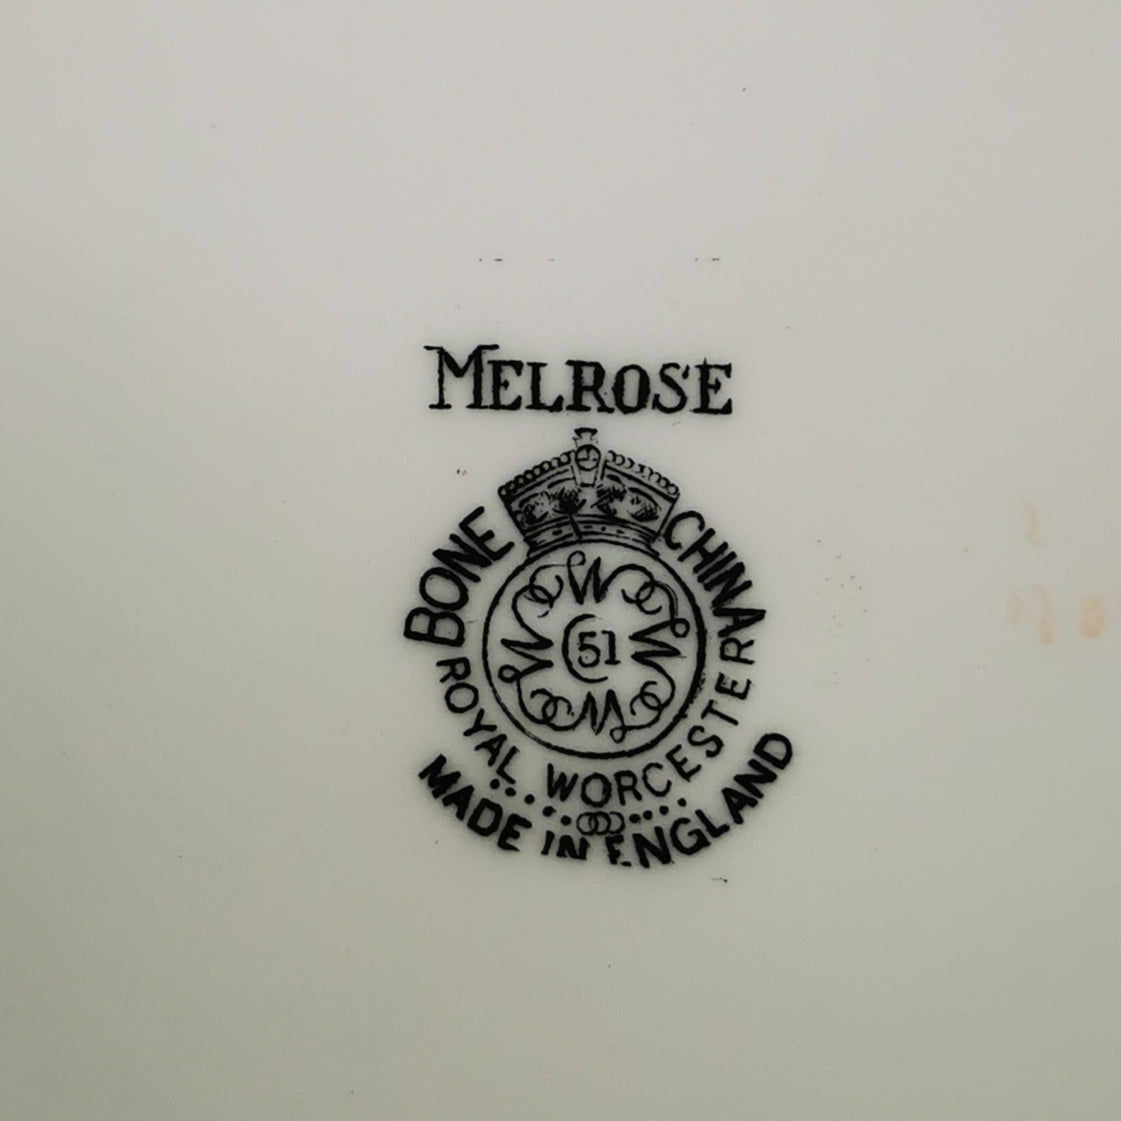 MELROSE
BONE CHINA
51
ROYAL WORCESTER
MADE IN ENGLAND